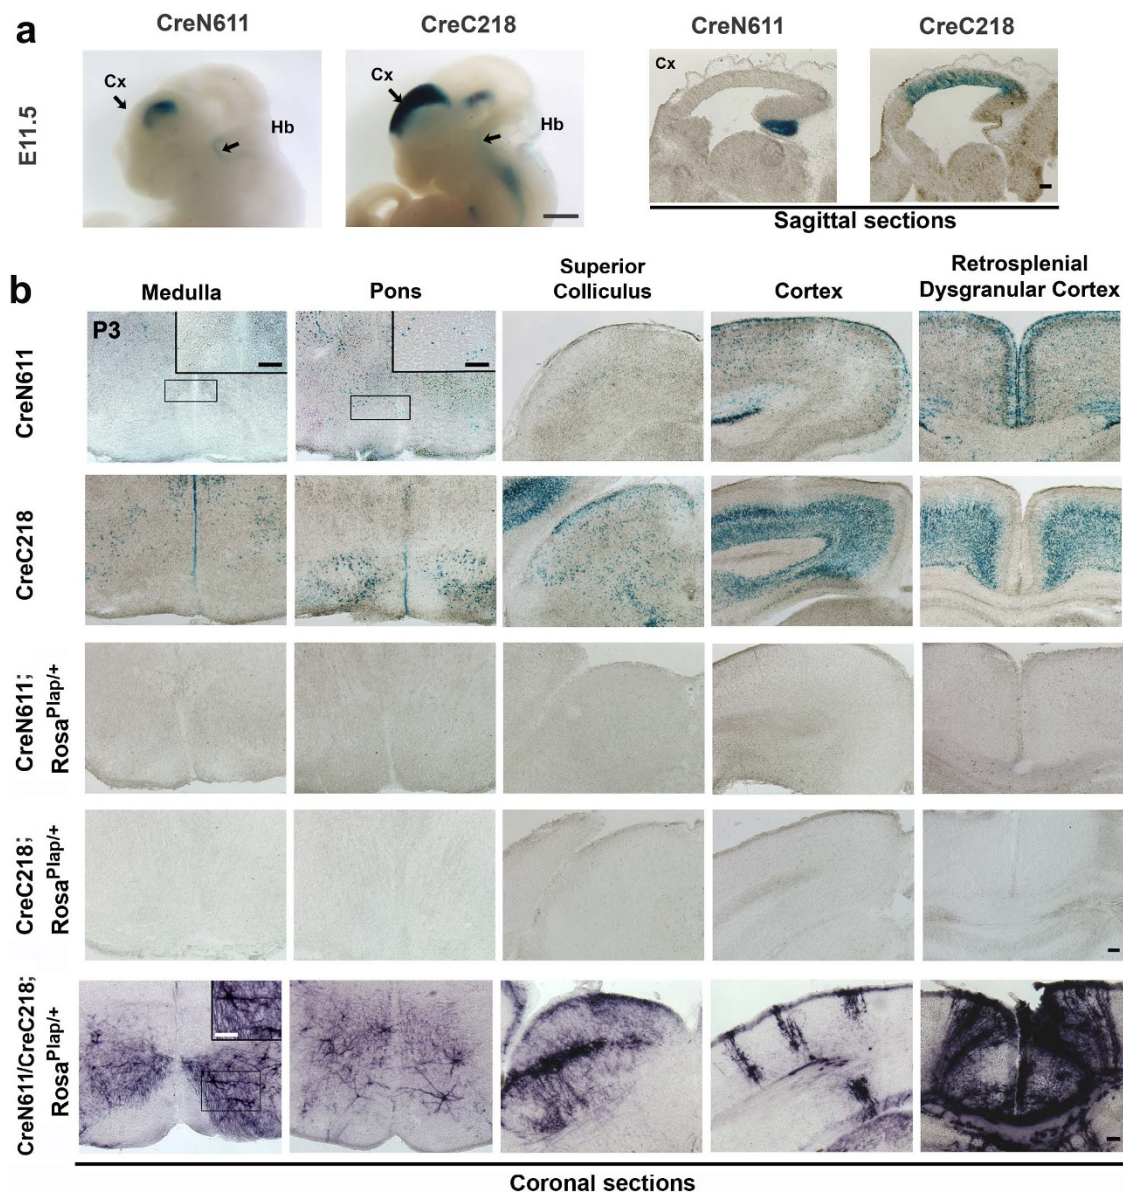 a
CreN611
CreC218
CreN611
CreC218
E11.5
Cx
Hb
Cx
Hb
Cx
Sagittal sections
b
Medulla
Pons
Superior
Colliculus
Cortex
Retrosplenial
Dysgranular Cortex
CreN611
P3
CreC218
CreN611;
Rosa^Plap/+
CreC218;
Rosa^Plap/+
CreN611/CreC218;
Rosa^Plap/+
Coronal sections